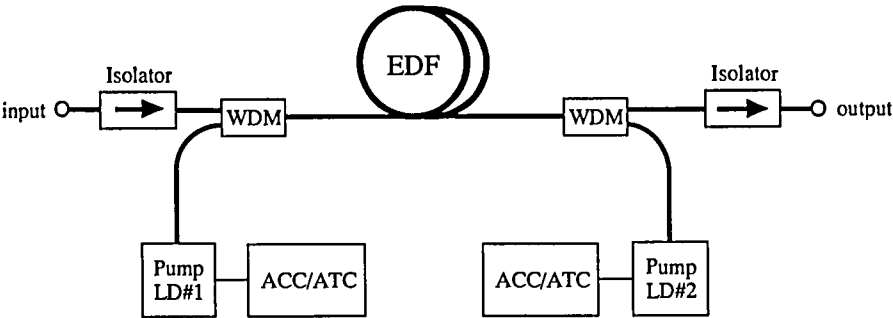 EDF
Isolator
Isolator
input
WDM
WDM
output
Pump
LD#1
ACC/ATC
ACC/ATC
Pump
LD#2